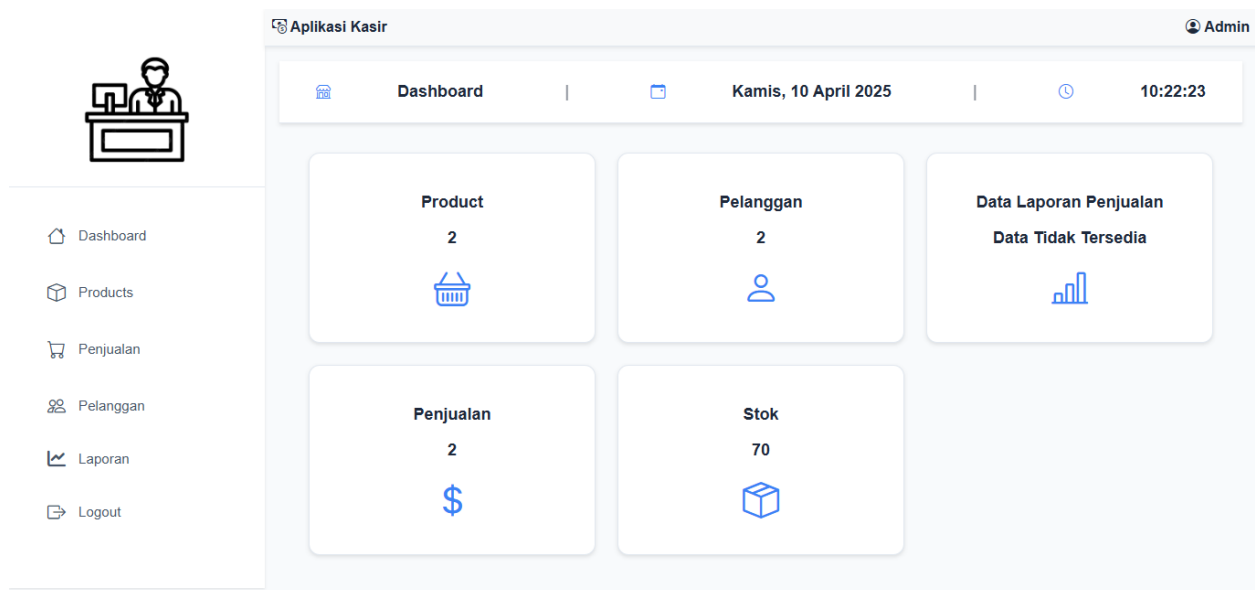 Aplikasi Kasir
Admin
Dashboard | Kamis, 10 April 2025 | 10:22:23
Dashboard
Products
Penjualan
Pelanggan
Laporan
Logout
Product
2
Pelanggan
2
Data Laporan Penjualan
Data Tidak Tersedia
Penjualan
2
$
Stok
70